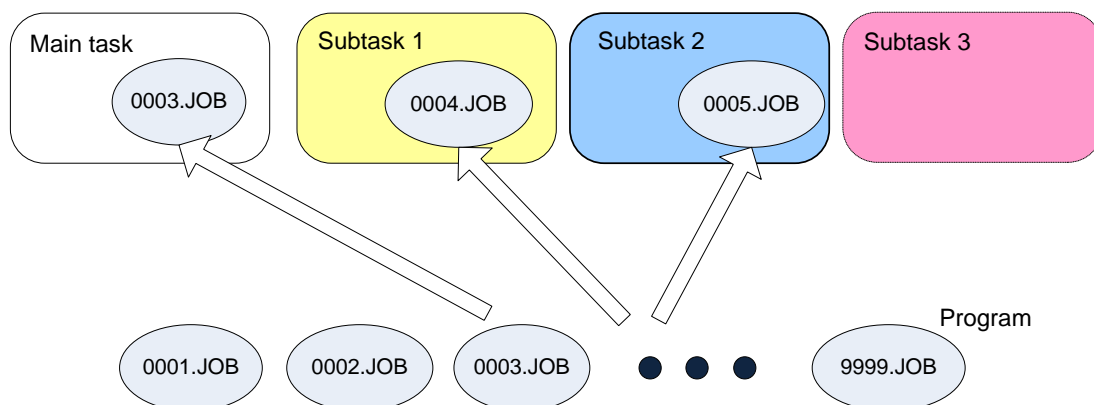 Main task
Subtask 1
Subtask 2
Subtask 3
0003.JOB
0004.JOB
0005.JOB
Program
0001.JOB
0002.JOB
0003.JOB
9999.JOB